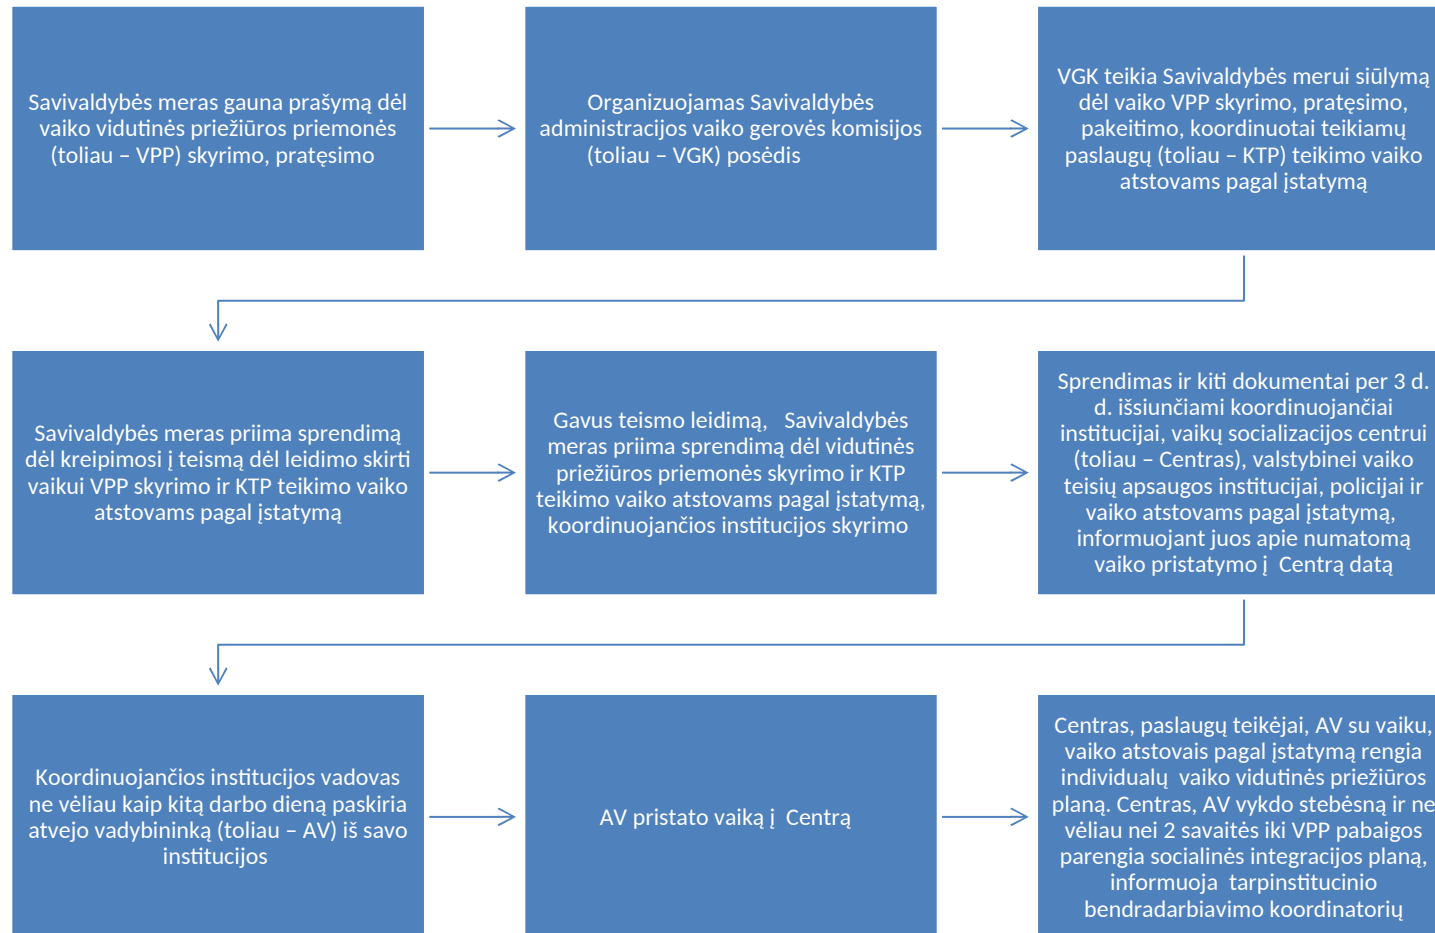 Savivaldybės meras gauna prašymą dėl
vaiko vidutinės priežiūros priemonės
(toliau – VPP) skyrimo, pratęsimo
Organizuojamas Savivaldybės
administracijos vaiko gerovės komisijos
(toliau – VGK) posėdis
VGK teikia Savivaldybės merui siūlymą
dėl vaiko VPP skyrimo, pratęsimo,
pakeitimo, koordinuotai teikiamų
paslaugų (toliau – KTP) teikimo vaiko
atstovams pagal įstatymą
Savivaldybės meras priima sprendimą
dėl kreipimosi į teismą dėl leidimo skirti
vaikui VPP skyrimo ir KTP teikimo vaiko
atstovams pagal įstatymą
Gavus teismo leidimą, Savivaldybės
meras priima sprendimą dėl vidutinės
priežiūros priemonės skyrimo ir KTP
teikimo vaiko atstovams pagal įstatymą,
koordinuojančios institucijos skyrimo
Sprendimas ir kiti dokumentai per 3 d.
d. išsiunčiami koordinuojančiai
institucijai, vaikų socializacijos centrui
(toliau – Centras), valstybinei vaiko
teisių apsaugos institucijai, policijai ir
vaiko atstovams pagal įstatymą,
informuojant juos apie numatomą
vaiko pristatymo į Centrą datą
Koordinuojančios institucijos vadovas
ne vėliau kaip kitą darbo dieną paskiria
atvejo vadybininką (toliau – AV) iš savo
institucijos
AV pristato vaiką į Centrą
Centras, paslaugų teikėjai, AV su vaiku,
vaiko atstovais pagal įstatymą rengia
individualų vaiko vidutinės priežiūros
planą. Centras, AV vykdo stebėsną ir ne
vėliau nei 2 savaitės iki VPP pabaigos
parengia socialinės integracijos planą,
informuoja tarpinstitucinio
bendradarbiavimo koordinatorių